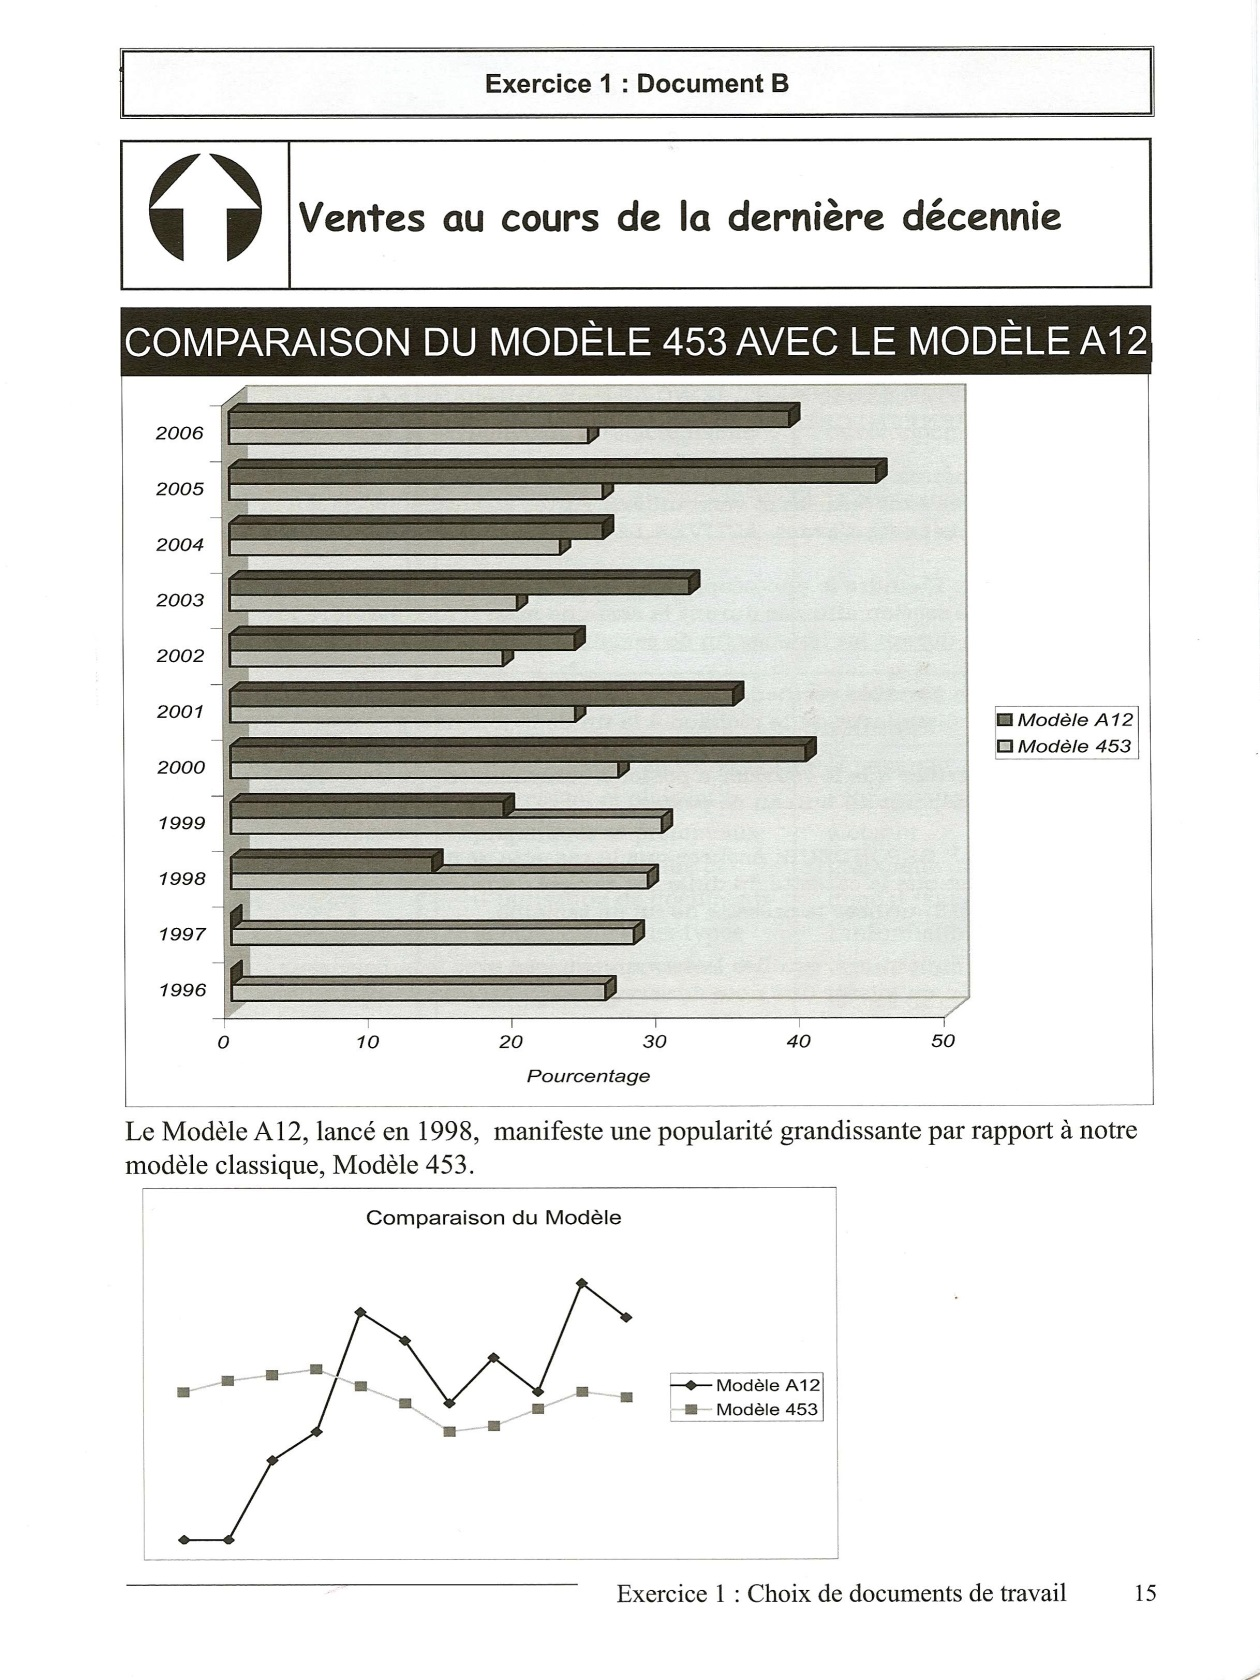 Exercice 1 : Document B
Ventes au cours de la dernière décennie
COMPARAISON DU MODÈLE 453 AVEC LE MODÈLE A12
2006
2005
2004
2003
2002
2001
2000
1999
1998
1997
1996
0 10 20 30 40 50
Pourcentage
Modèle A12
Modèle 453
Le Modèle A12, lancé en 1998, manifeste une popularité grandissante par rapport à notre
modèle classique, Modèle 453.
Comparaison du Modèle
Modèle A12
Modèle 453
Exercice 1 : Choix de documents de travail 15